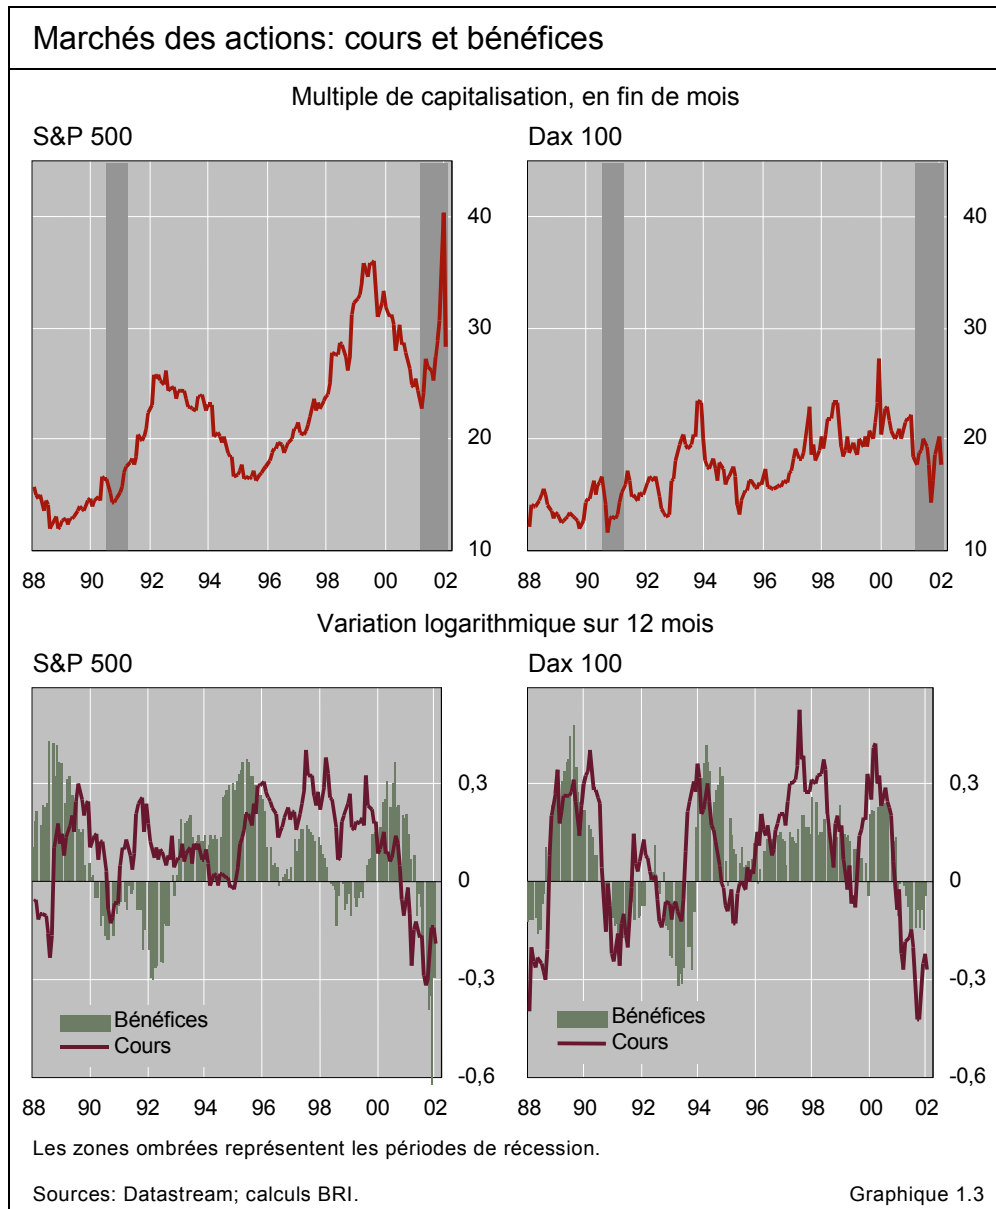 Marchés des actions: cours et bénéfices
Multiple de capitalisation, en fin de mois
S&P 500
40
30
20
10
88 90 92 94 96 98 00 02
Dax 100
40
30
20
10
88 90 92 94 96 98 00 02
Variation logarithmique sur 12 mois
S&P 500
0,3
0
-0,3
-0,6
Bénéfices
Cours
88 90 92 94 96 98 00 02
Dax 100
0,3
0
-0,3
-0,6
Bénéfices
Cours
88 90 92 94 96 98 00 02
Les zones ombrées représentent les périodes de récession.
Sources: Datastream; calculs BRI.
Graphique 1.3